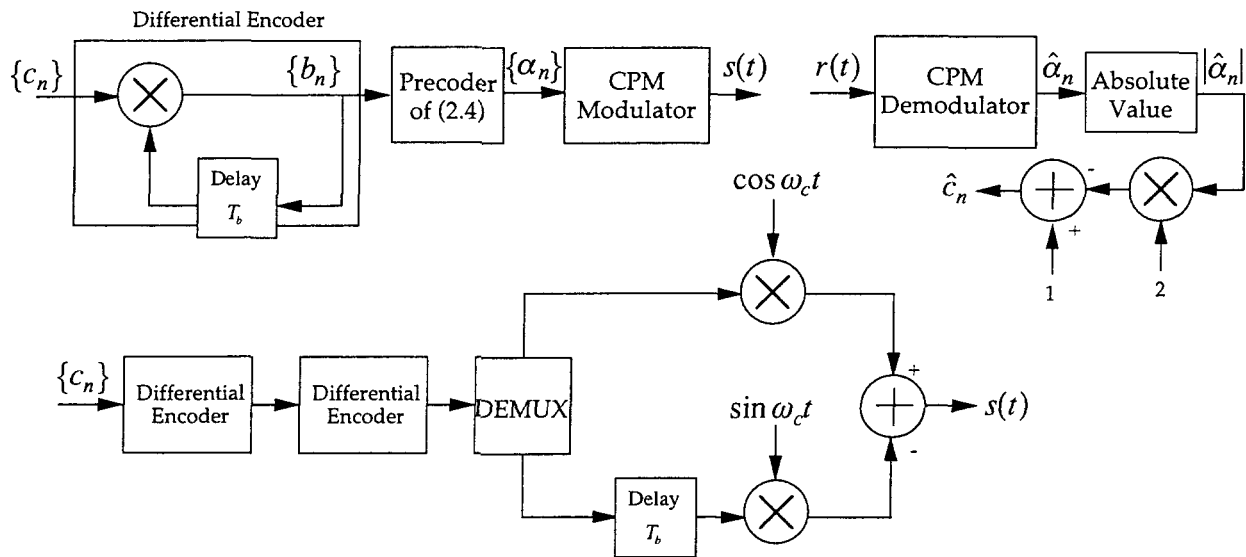 Differential Encoder
{c_n}
{b_n}
Delay
T_b
Precoder
of (2.4)
{α_n}
CPM
Modulator
s(t)
r(t)
CPM
Demodulator
α̂_n
Absolute
Value
|α̂_n|
ĉ_n
-
+
1
2
cos ω_c t
{c_n}
Differential
Encoder
Differential
Encoder
DEMUX
sin ω_c t
Delay
T_b
+
-
s(t)